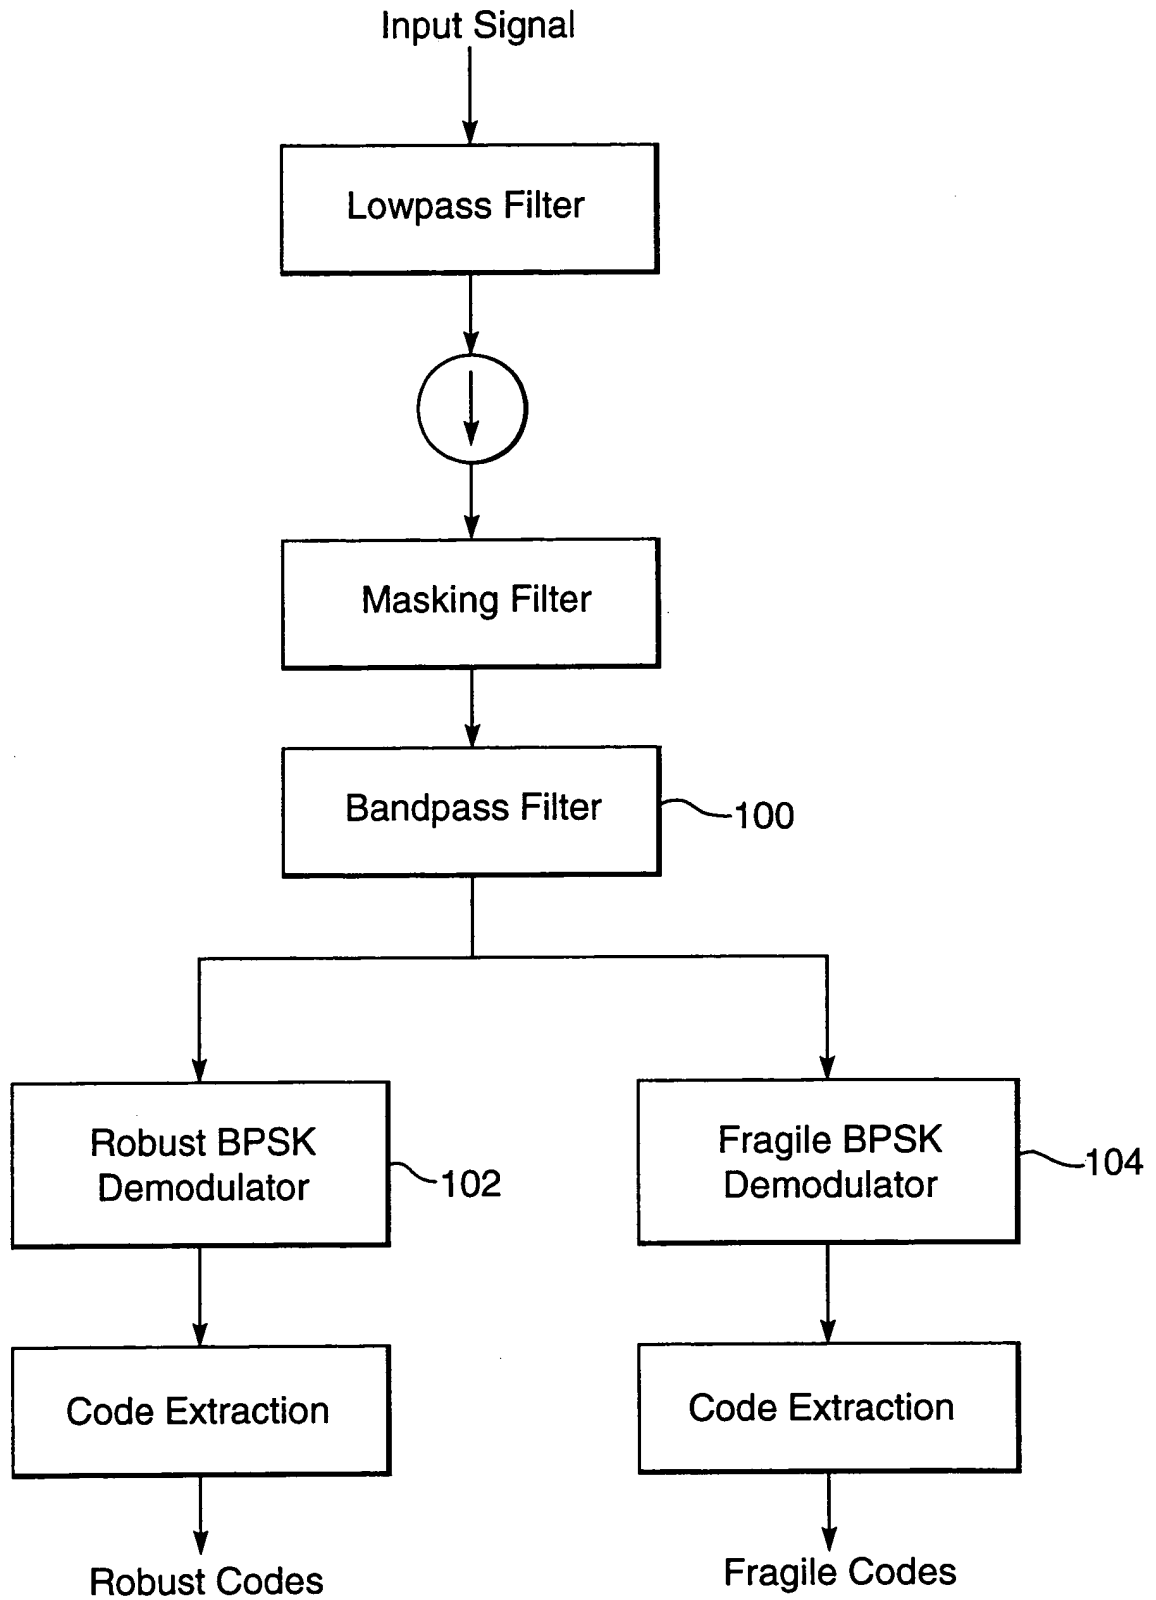 Input Signal
Lowpass Filter
Masking Filter
Bandpass Filter
100
Robust BPSK
Demodulator
102
Fragile BPSK
Demodulator
104
Code Extraction
Code Extraction
Robust Codes
Fragile Codes